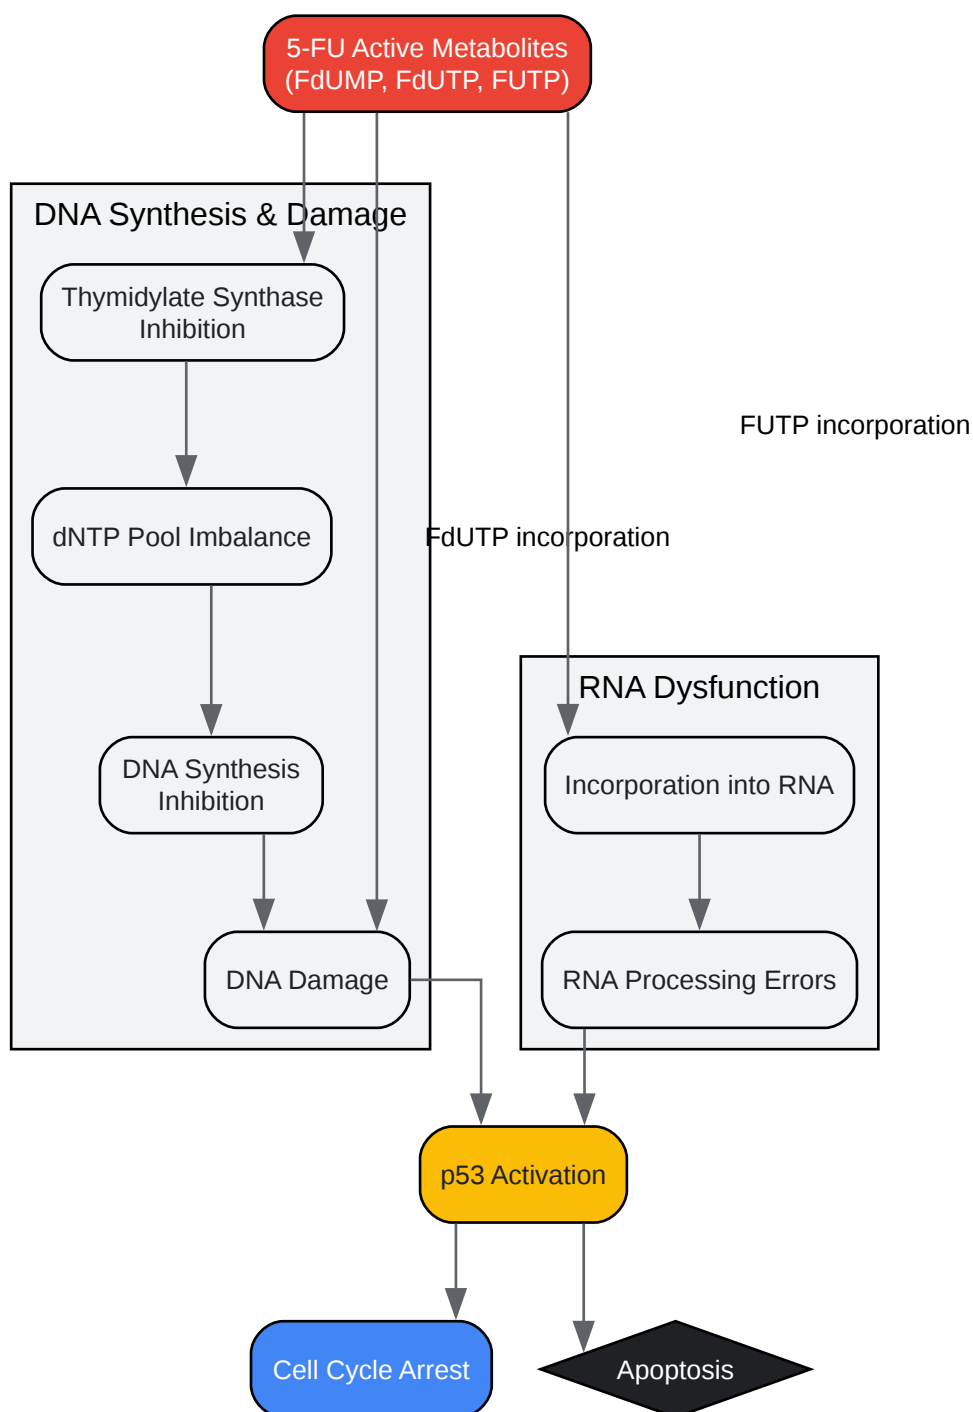 5-FU Active Metabolites
(FdUMP, FdUTP, FUTP)
DNA Synthesis & Damage
Thymidylate Synthase
Inhibition
FUTP incorporation
dNTP Pool Imbalance
FdUTP incorporation
RNA Dysfunction
DNA Synthesis
Inhibition
Incorporation into RNA
DNA Damage
RNA Processing Errors
p53 Activation
Cell Cycle Arrest
Apoptosis